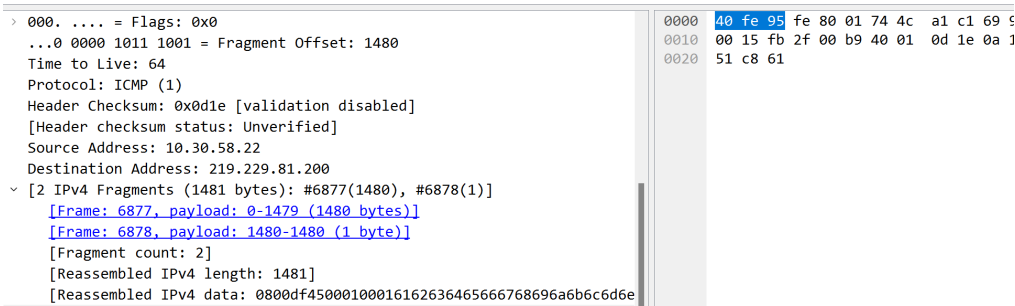 000. .... = Flags: 0x0
...0 0000 1011 1001 = Fragment Offset: 1480
Time to Live: 64
Protocol: ICMP (1)
Header Checksum: 0x0d1e [validation disabled]
[Header checksum status: Unverified]
Source Address: 10.30.58.22
Destination Address: 219.229.81.200
[2 IPv4 Fragments (1481 bytes): #6877(1480), #6878(1)]
[Frame: 6877, payload: 0-1479 (1480 bytes)]
[Frame: 6878, payload: 1480-1480 (1 byte)]
[Fragment count: 2]
[Reassembled IPv4 length: 1481]
[Reassembled IPv4 data: 0800df45000100016162636465666768696a6b6c6d6e
0000 40 fe 95 fe 80 01 74 4c a1 c1 69 9
0010 00 15 fb 2f 00 b9 40 01 0d 1e 0a 1
0020 51 c8 61